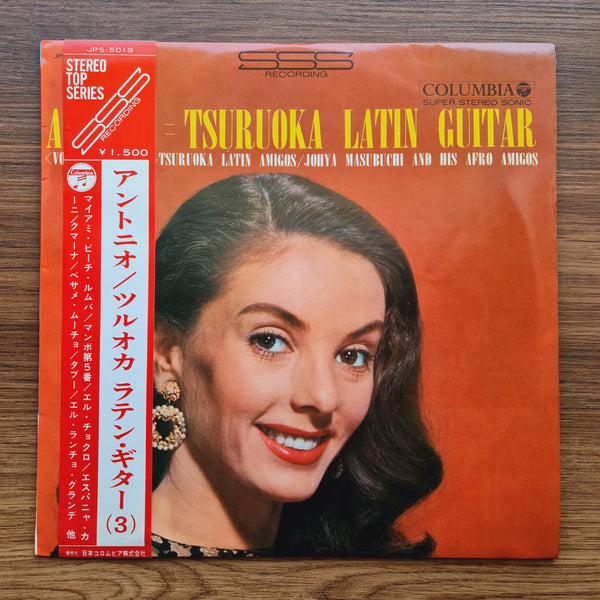 JPS-5019
STEREO
TOP
SERIES
SSS
RECORDING
¥1,500
Columbia
アントニオ/ツルオカ ラテン・ギター(3)
マイアミ・ビーチ・ルムバ/マンボ第5番/エル・チョクロ/エスパニャ・カ
ーニ/クマーナ/ベサメ・ムーチョ/タブー/エル・ランチョ・グランデ 他
発売元 日本コロムビア株式会社
SSS
RECORDING
COLUMBIA
SUPER STEREO SONIC
A = TSURUOKA LATIN GUITAR
TSURUOKA LATIN AMIGOS/JOHYA MASUBUCHI AND HIS AFRO AMIGOS